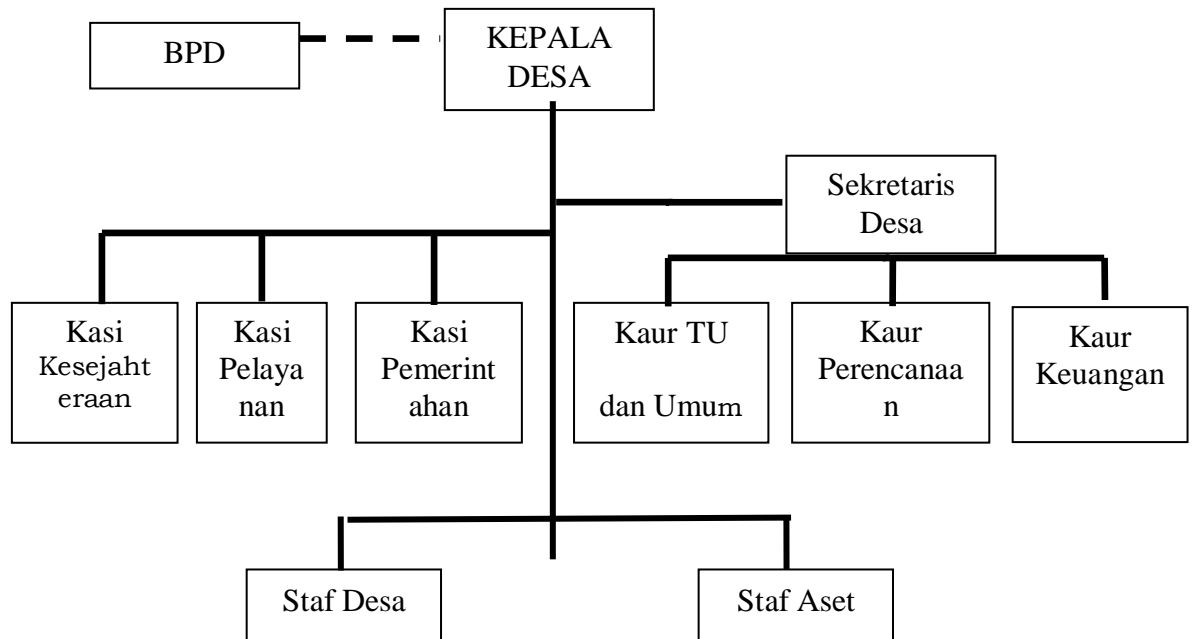 BPD
KEPALA
DESA
Sekretaris
Desa
Kasi
Kesejaht
eraan
Kasi
Pelaya
nan
Kasi
Pemerint
ahan
Kaur TU
dan Umum
Kaur
Perencanaa
n
Kaur
Keuangan
Staf Desa
Staf Aset